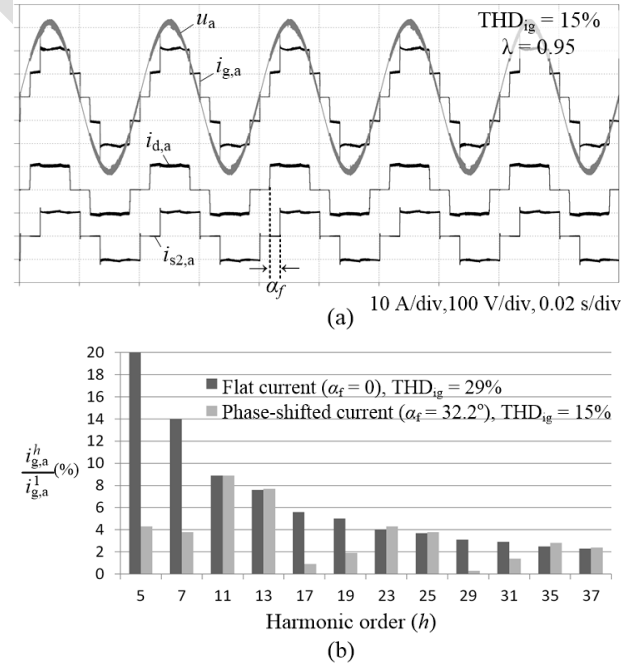 uₐ
THD_ig = 15%
λ = 0.95
i_g,a
i_d,a
i_s2,a
α_f
10 A/div,100 V/div, 0.02 s/div
(a)
20
18
16
14
12
10
8
6
4
2
0
i^h_g,a / i^1_g,a (%)
Flat current (α_f = 0), THD_ig = 29%
Phase-shifted current (α_f = 32.2°), THD_ig = 15%
5 7 11 13 17 19 23 25 29 31 35 37
Harmonic order (h)
(b)